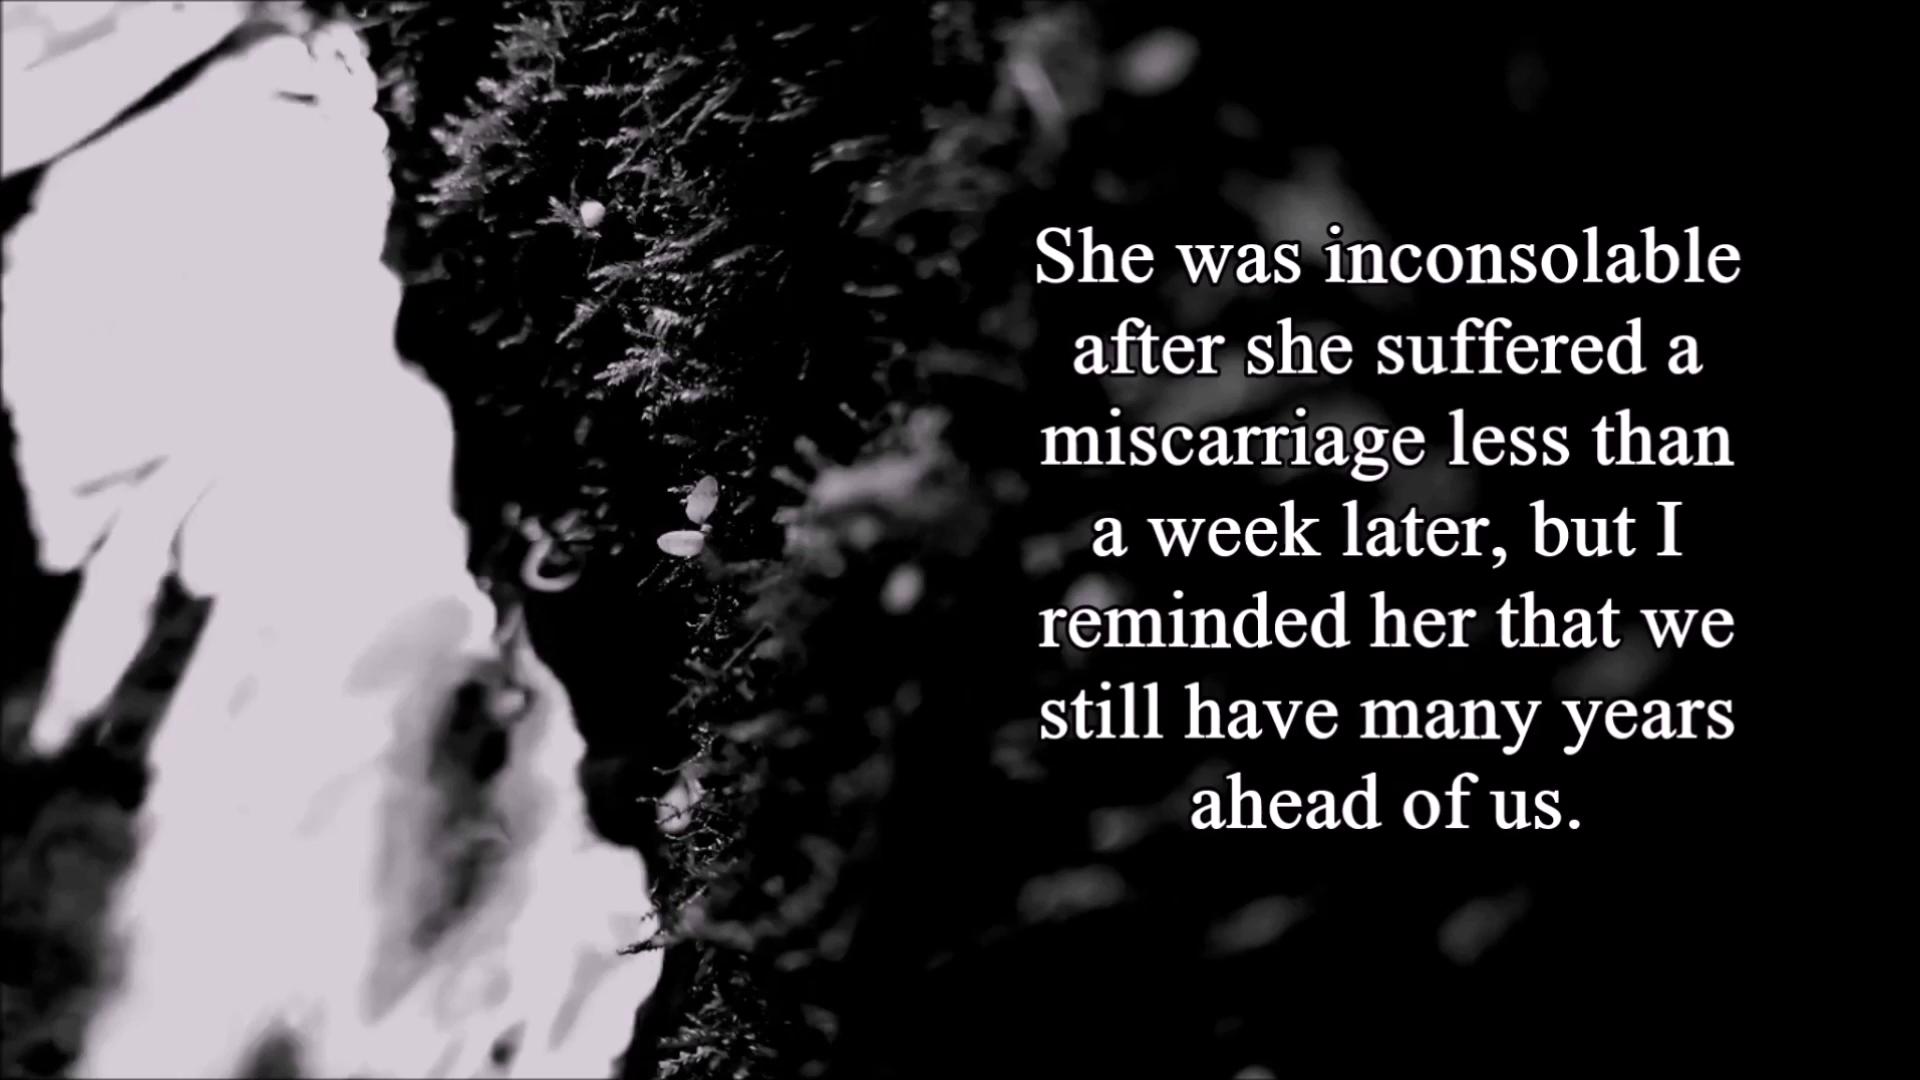 She was inconsolable
after she suffered a
miscarriage less than
a week later, but I
reminded her that we
still have many years
ahead of us.